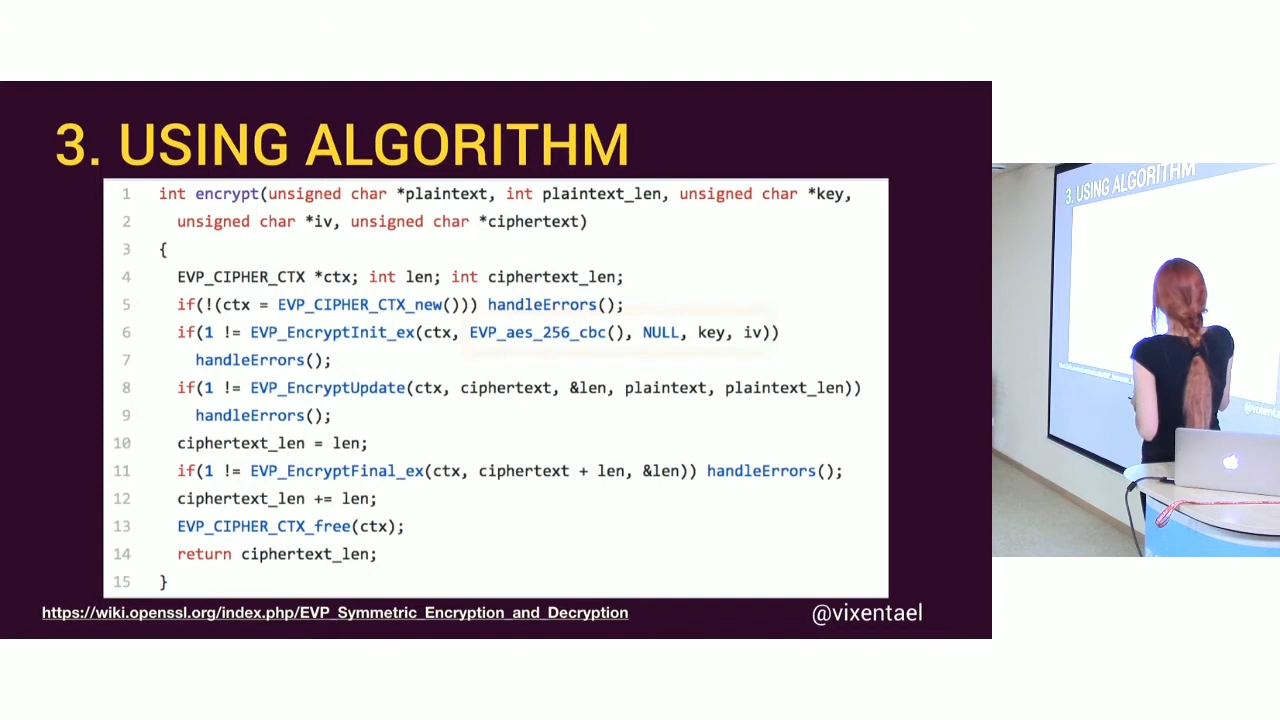 3. USING ALGORITHM
1 int encrypt(unsigned char *plaintext, int plaintext_len, unsigned char *key,
2 unsigned char *iv, unsigned char *ciphertext)
3 {
4 EVP_CIPHER_CTX *ctx; int len; int ciphertext_len;
5 if(!(ctx = EVP_CIPHER_CTX_new())) handleErrors();
6 if(1 != EVP_EncryptInit_ex(ctx, EVP_aes_256_cbc(), NULL, key, iv))
7 handleErrors();
8 if(1 != EVP_EncryptUpdate(ctx, ciphertext, &len, plaintext, plaintext_len))
9 handleErrors();
10 ciphertext_len = len;
11 if(1 != EVP_EncryptFinal_ex(ctx, ciphertext + len, &len)) handleErrors();
12 ciphertext_len += len;
13 EVP_CIPHER_CTX_free(ctx);
14 return ciphertext_len;
15 }
https://wiki.openssl.org/index.php/EVP_Symmetric_Encryption_and_Decryption
@vixentael
3. USING ALGORITHM